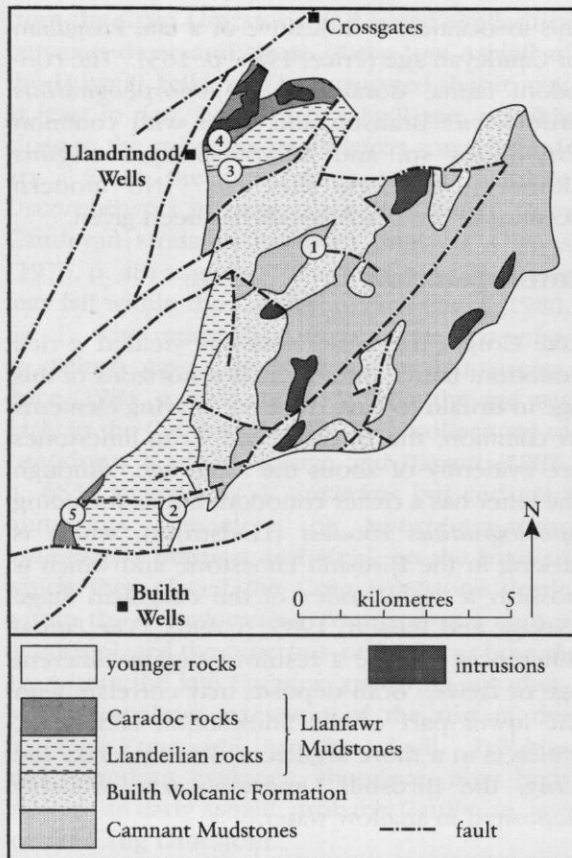 Crossgates
Llandrindod
Wells
4
3
1
5
2
N
Builth
Wells
0 kilometres 5
younger rocks
intrusions
Caradoc rocks
Llandeilian rocks
Llanfawr
Mudstones
Builth Volcanic Formation
Camnant Mudstones
fault